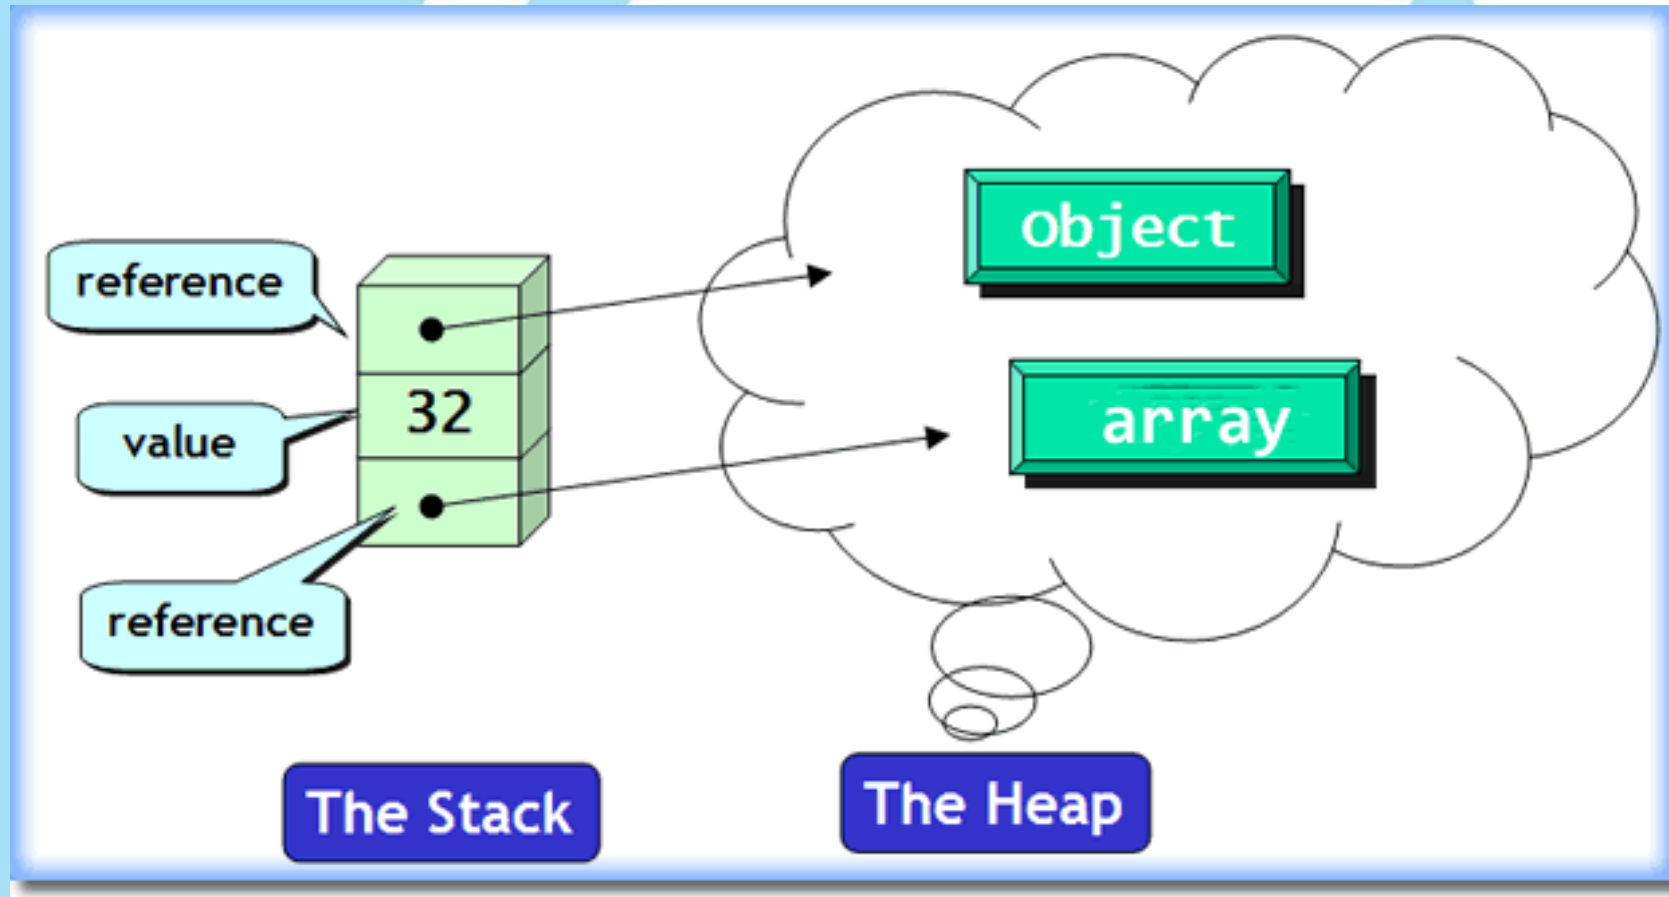 Object
reference
32
value
array
reference
The Stack
The Heap